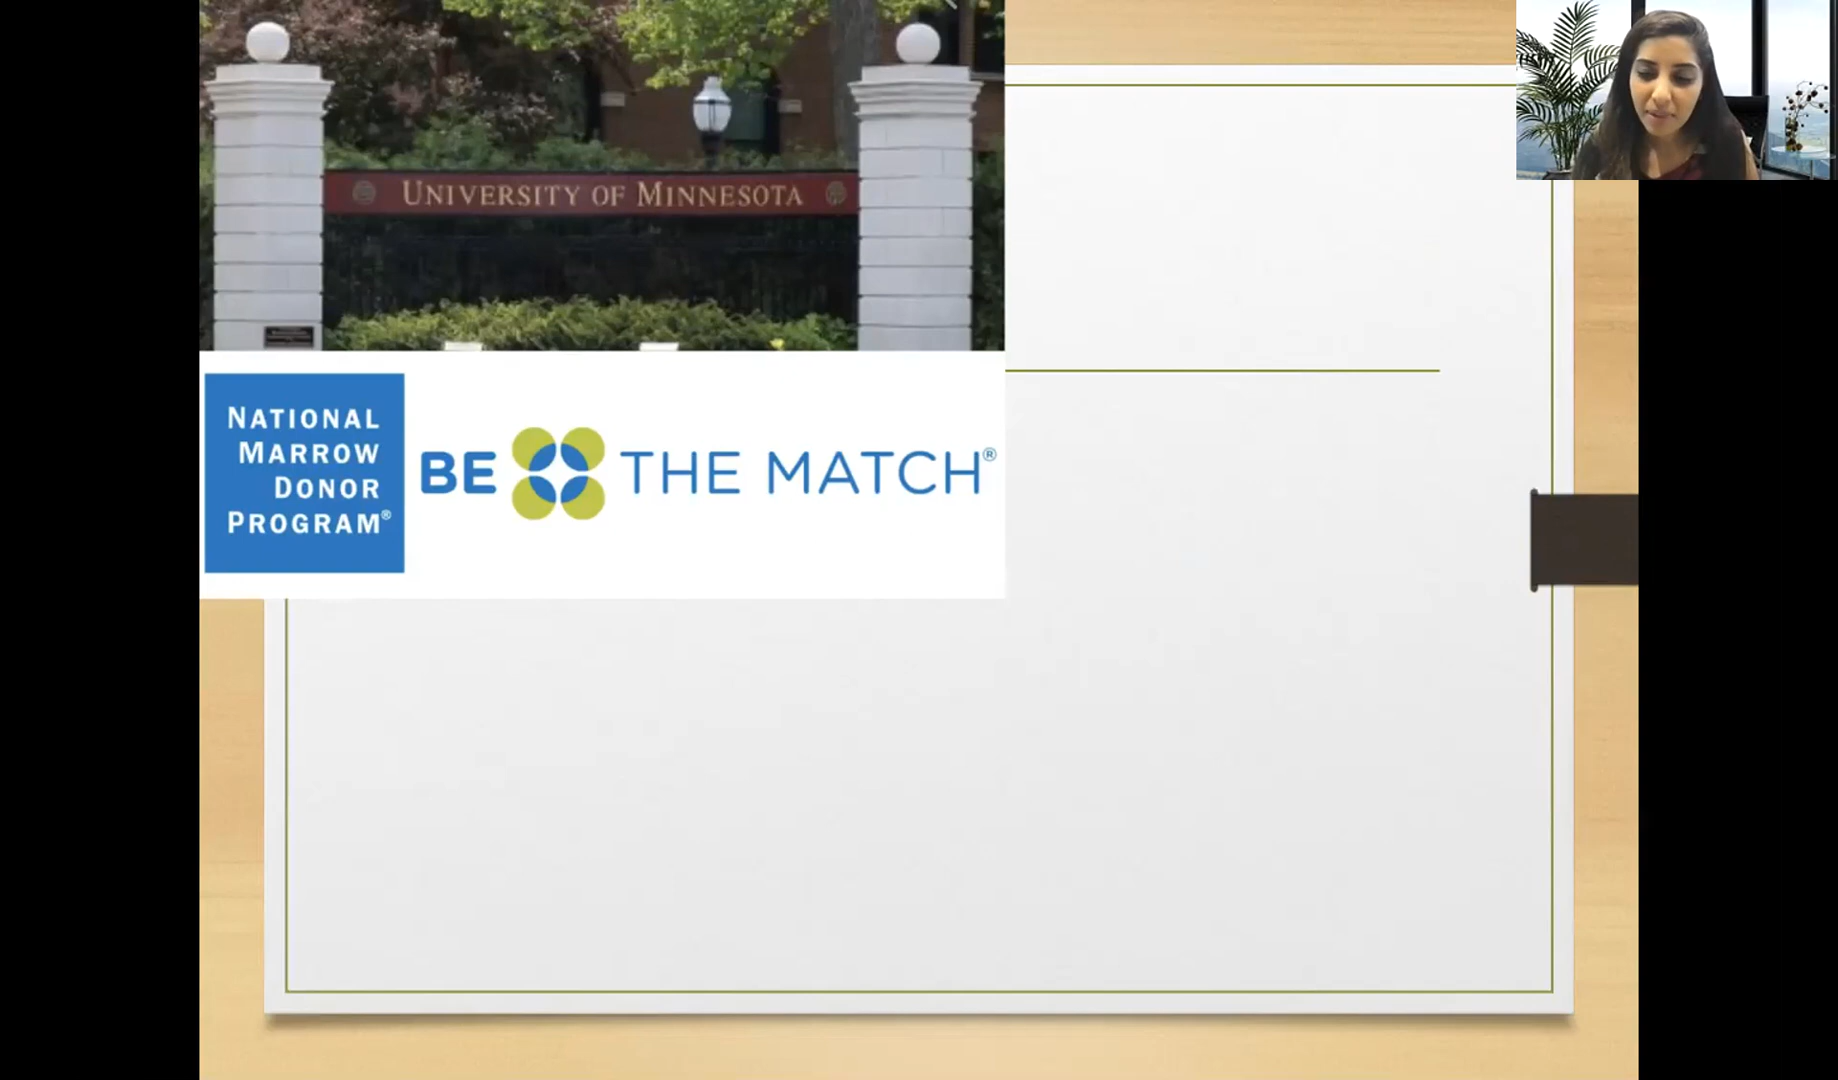 UNIVERSITY OF MINNESOTA
NATIONAL
MARROW
DONOR
PROGRAM®
BE THE MATCH®